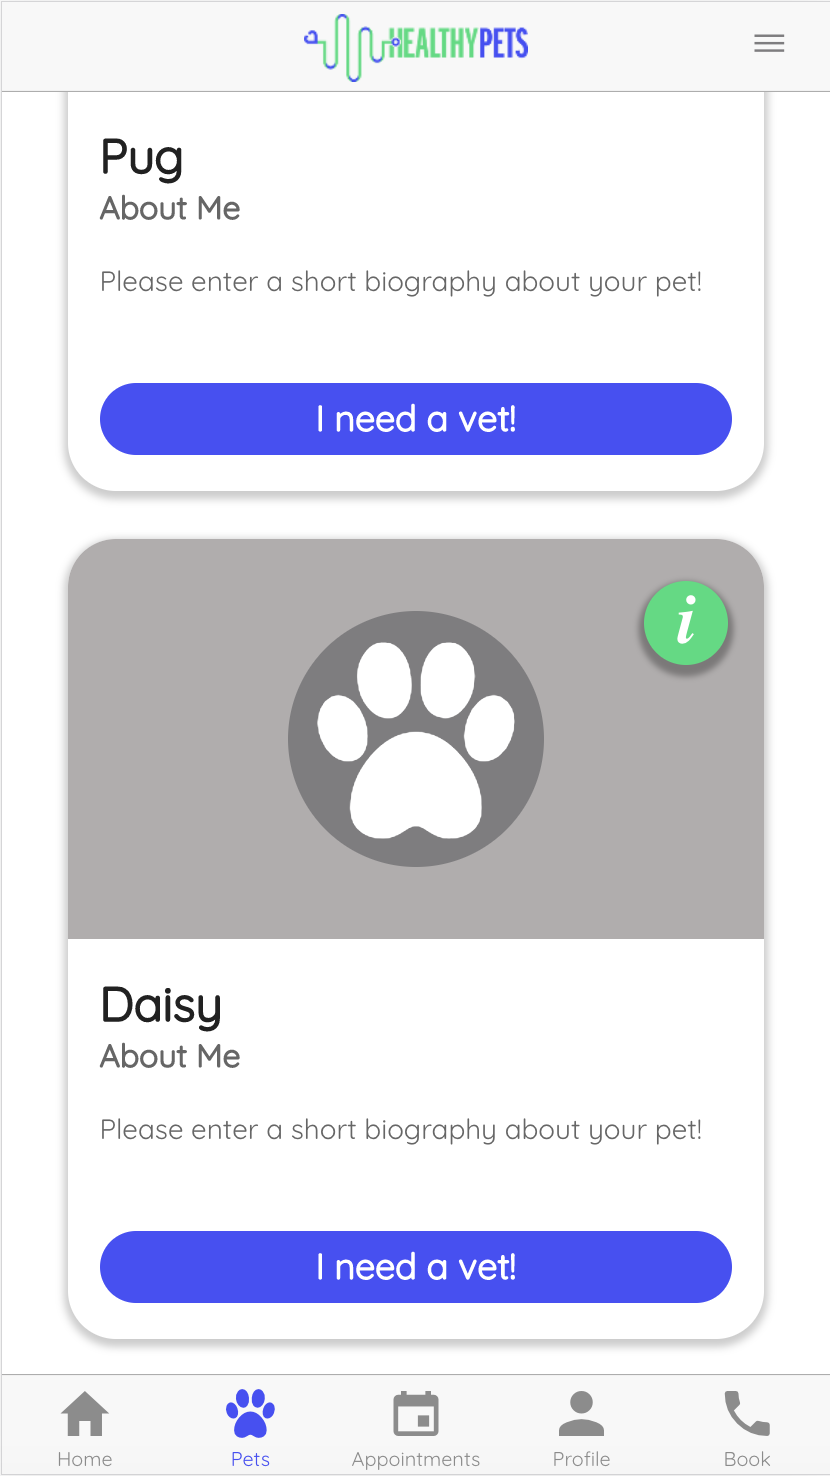 HEALTHYPETS
Pug
About Me
Please enter a short biography about your pet!
I need a vet!
i
Daisy
About Me
Please enter a short biography about your pet!
I need a vet!
Home Pets Appointments Profile Book